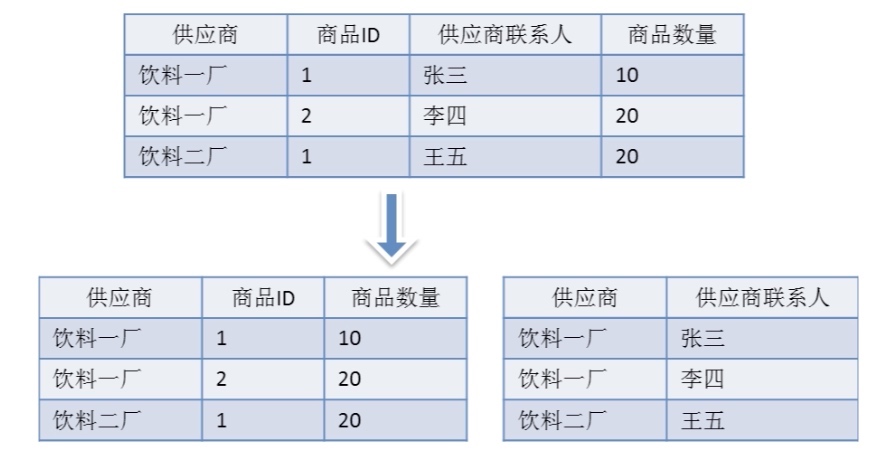 供应商 商品ID 供应商联系人 商品数量
饮料一厂 1 张三 10
饮料一厂 2 李四 20
饮料二厂 1 王五 20
供应商 商品ID 商品数量
饮料一厂 1 10
饮料一厂 2 20
饮料二厂 1 20
供应商 供应商联系人
饮料一厂 张三
饮料一厂 李四
饮料二厂 王五